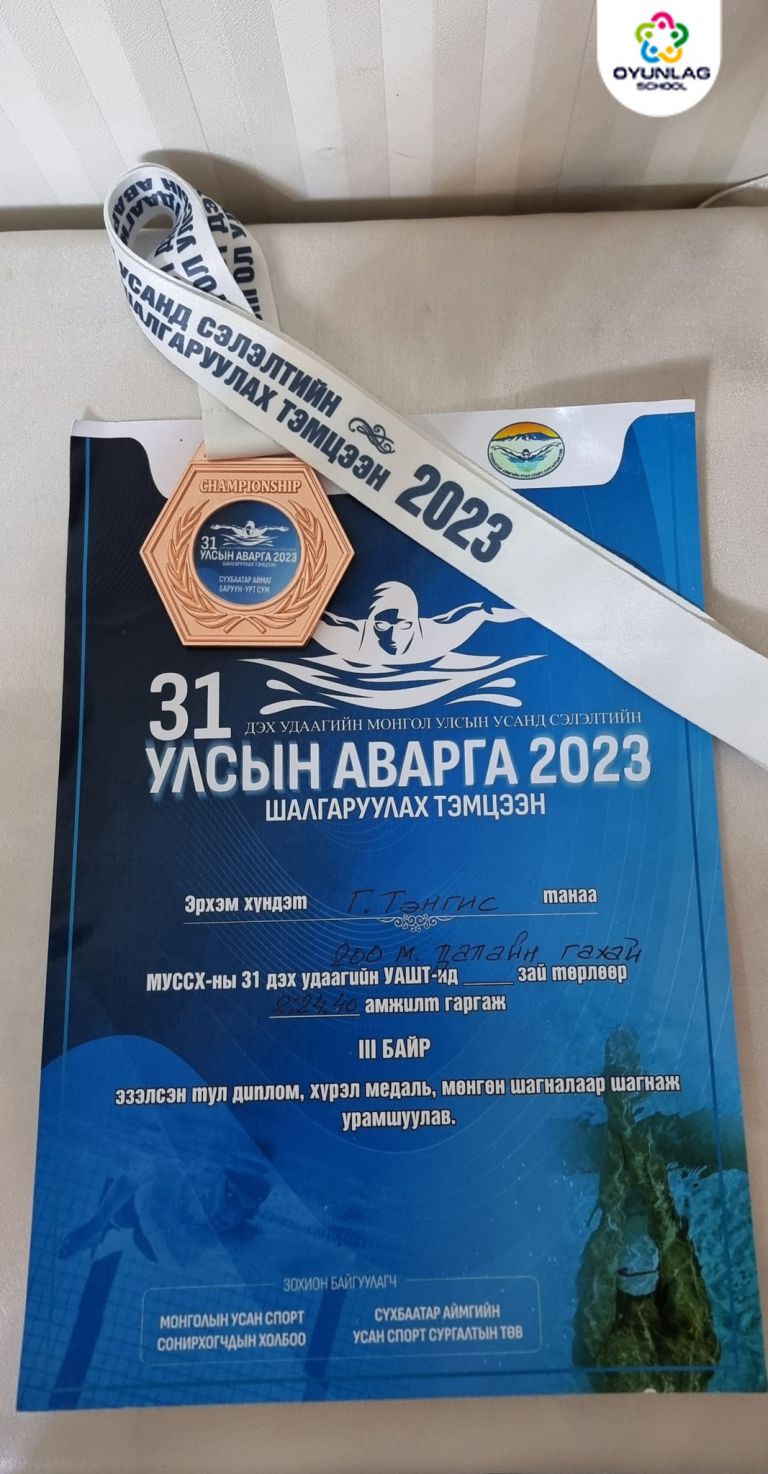 OYUNLAG
SCHOOL
УСАНД СЭЛЭЛТИЙН
ШАЛГАРУУЛАХ ТЭМЦЭЭН
2023
CHAMPIONSHIP
31
УЛСЫН АВАРГА 2023
ШАЛГАРУУЛАХ ТЭМЦЭЭН
СҮХБААТАР АЙМАГ
БАРУУН-УРТ СУМ
31 ДЭХ УДААГИЙН МОНГОЛ УЛСЫН УСАНД СЭЛЭЛТИЙН
УЛСЫН АВАРГА 2023
ШАЛГАРУУЛАХ ТЭМЦЭЭН
Эрхэм хүндэт Г. Тэнгис танаа
200 м. далайн гахай
МУССХ-ны 31 дэх удаагийн УАШТ-ид _____ зай төрлөөр
2:24,40 амжилт гаргаж
III БАЙР
эзэлсэн тул диплом, хүрэл медаль, мөнгөн шагналаар шагнаж
урамшуулав.
ЗОХИОН БАЙГУУЛАГЧ
МОНГОЛЫН УСАН СПОРТ
СОНИРХОГЧДЫН ХОЛБОО
СҮХБААТАР АЙМГИЙН
УСАН СПОРТ СУРГАЛТЫН ТӨВ